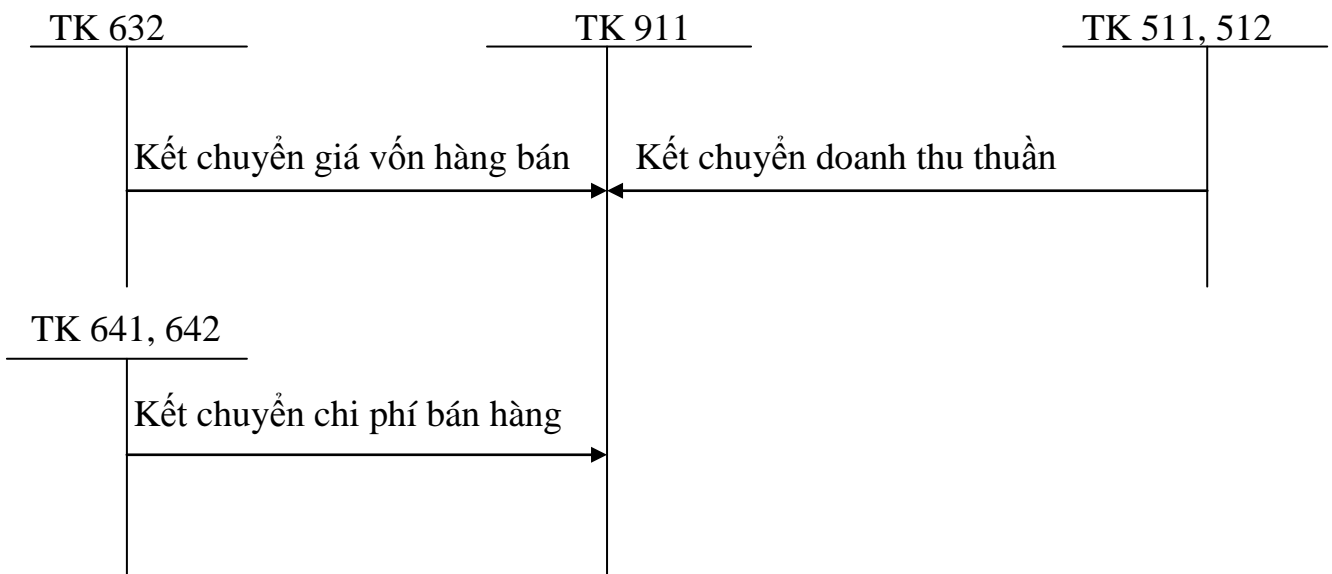 TK 632 TK 911 TK 511, 512
Kết chuyển giá vốn hàng bán Kết chuyển doanh thu thuần
TK 641, 642
Kết chuyển chi phí bán hàng